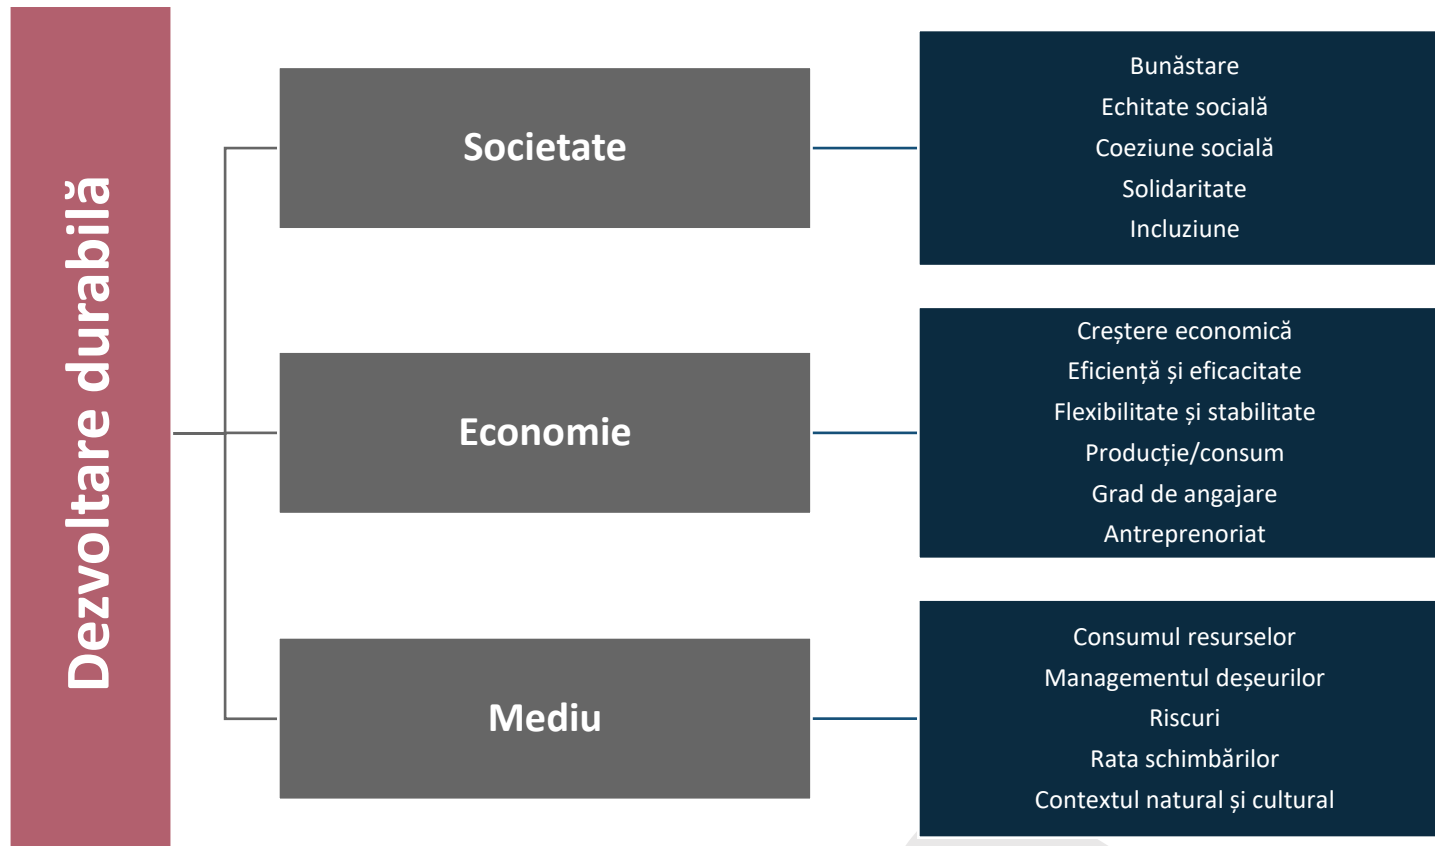 Dezvoltare durabilă
Societate
Bunăstare
Echitate socială
Coeziune socială
Solidaritate
Incluziune
Economie
Creștere economică
Eficiență și eficacitate
Flexibilitate și stabilitate
Producție/consum
Grad de angajare
Antreprenoriat
Mediu
Consumul resurselor
Managementul deșeurilor
Riscuri
Rata schimbărilor
Contextul natural și cultural